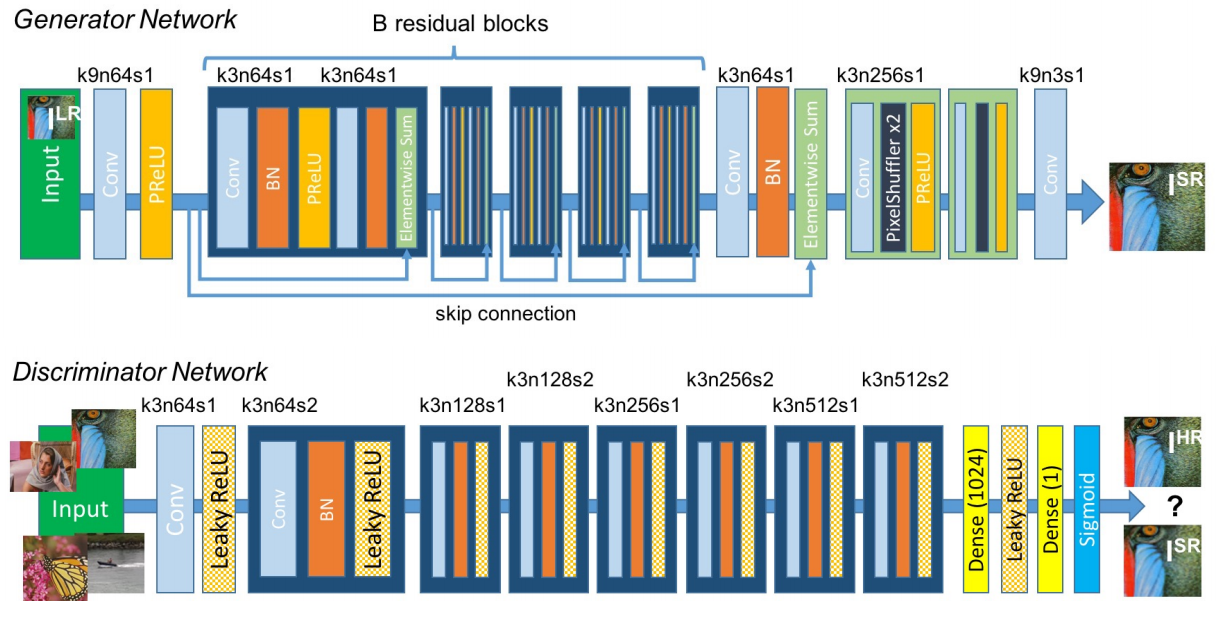 Generator Network
B residual blocks
k9n64s1
k3n64s1
k3n64s1
k3n64s1
k3n256s1
k9n3s1
I^LR
Input
Conv
PReLU
Conv
BN
PReLU
Elementwise Sum
Conv
BN
Elementwise Sum
Conv
PixelShuffler x2
PReLU
Conv
I^SR
skip connection
Discriminator Network
k3n128s2
k3n256s2
k3n512s2
k3n64s1
k3n64s2
k3n128s1
k3n256s1
k3n512s1
Input
Conv
Leaky ReLU
Conv
BN
Leaky ReLU
Dense (1024)
Leaky ReLU
Dense (1)
Sigmoid
I^HR
?
I^SR